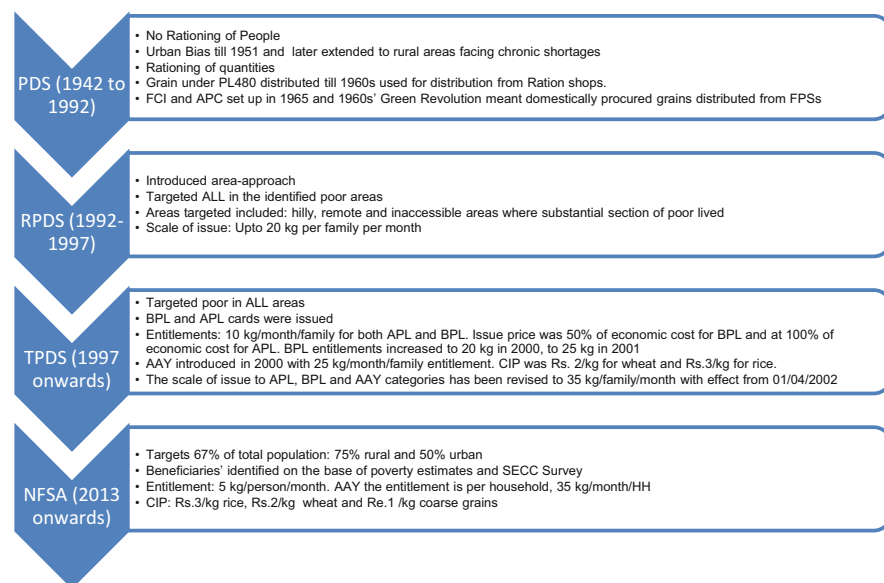 PDS (1942 to
1992)
• No Rationing of People
• Urban Bias till 1951 and later extended to rural areas facing chronic shortages
• Rationing of quantities
• Grain under PL480 distributed till 1960s used for distribution from Ration shops.
• FCI and APC set up in 1965 and 1960s' Green Revolution meant domestically procured grains distributed from FPSs
RPDS (1992-
1997)
• Introduced area-approach
• Targeted ALL in the identified poor areas
• Areas targeted included: hilly, remote and inaccessible areas where substantial section of poor lived
• Scale of issue: Upto 20 kg per family per month
TPDS (1997
onwards)
• Targeted poor in ALL areas
• BPL and APL cards were issued
• Entitlements: 10 kg/month/family for both APL and BPL. Issue price was 50% of economic cost for BPL and at 100% of
economic cost for APL. BPL entitlements increased to 20 kg in 2000, to 25 kg in 2001
• AAY introduced in 2000 with 25 kg/month/family entitlement. CIP was Rs. 2/kg for wheat and Rs.3/kg for rice.
• The scale of issue to APL, BPL and AAY categories has been revised to 35 kg/family/month with effect from 01/04/2002
NFSA (2013
onwards)
• Targets 67% of total population: 75% rural and 50% urban
• Beneficiaries' identified on the base of poverty estimates and SECC Survey
• Entitlement: 5 kg/person/month. AAY the entitlement is per household, 35 kg/month/HH
• CIP: Rs.3/kg rice, Rs.2/kg wheat and Re.1 /kg coarse grains